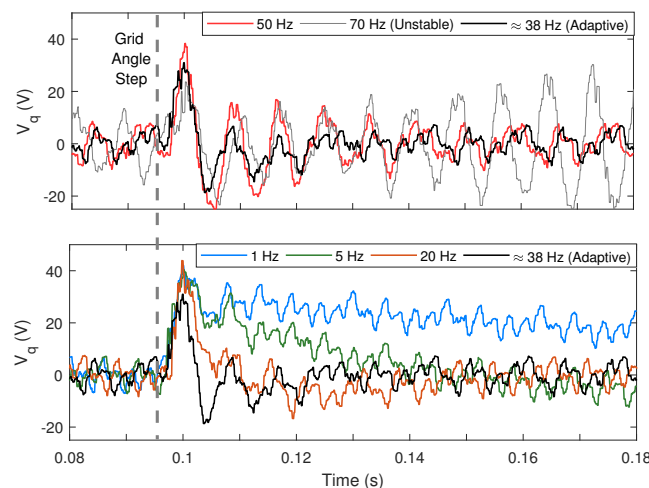 50 Hz 70 Hz (Unstable) ≈ 38 Hz (Adaptive)
Grid
Angle
Step
40
20
0
-20
V_q (V)
1 Hz 5 Hz 20 Hz ≈ 38 Hz (Adaptive)
40
20
0
-20
V_q (V)
0.08 0.1 0.12 0.14 0.16 0.18
Time (s)